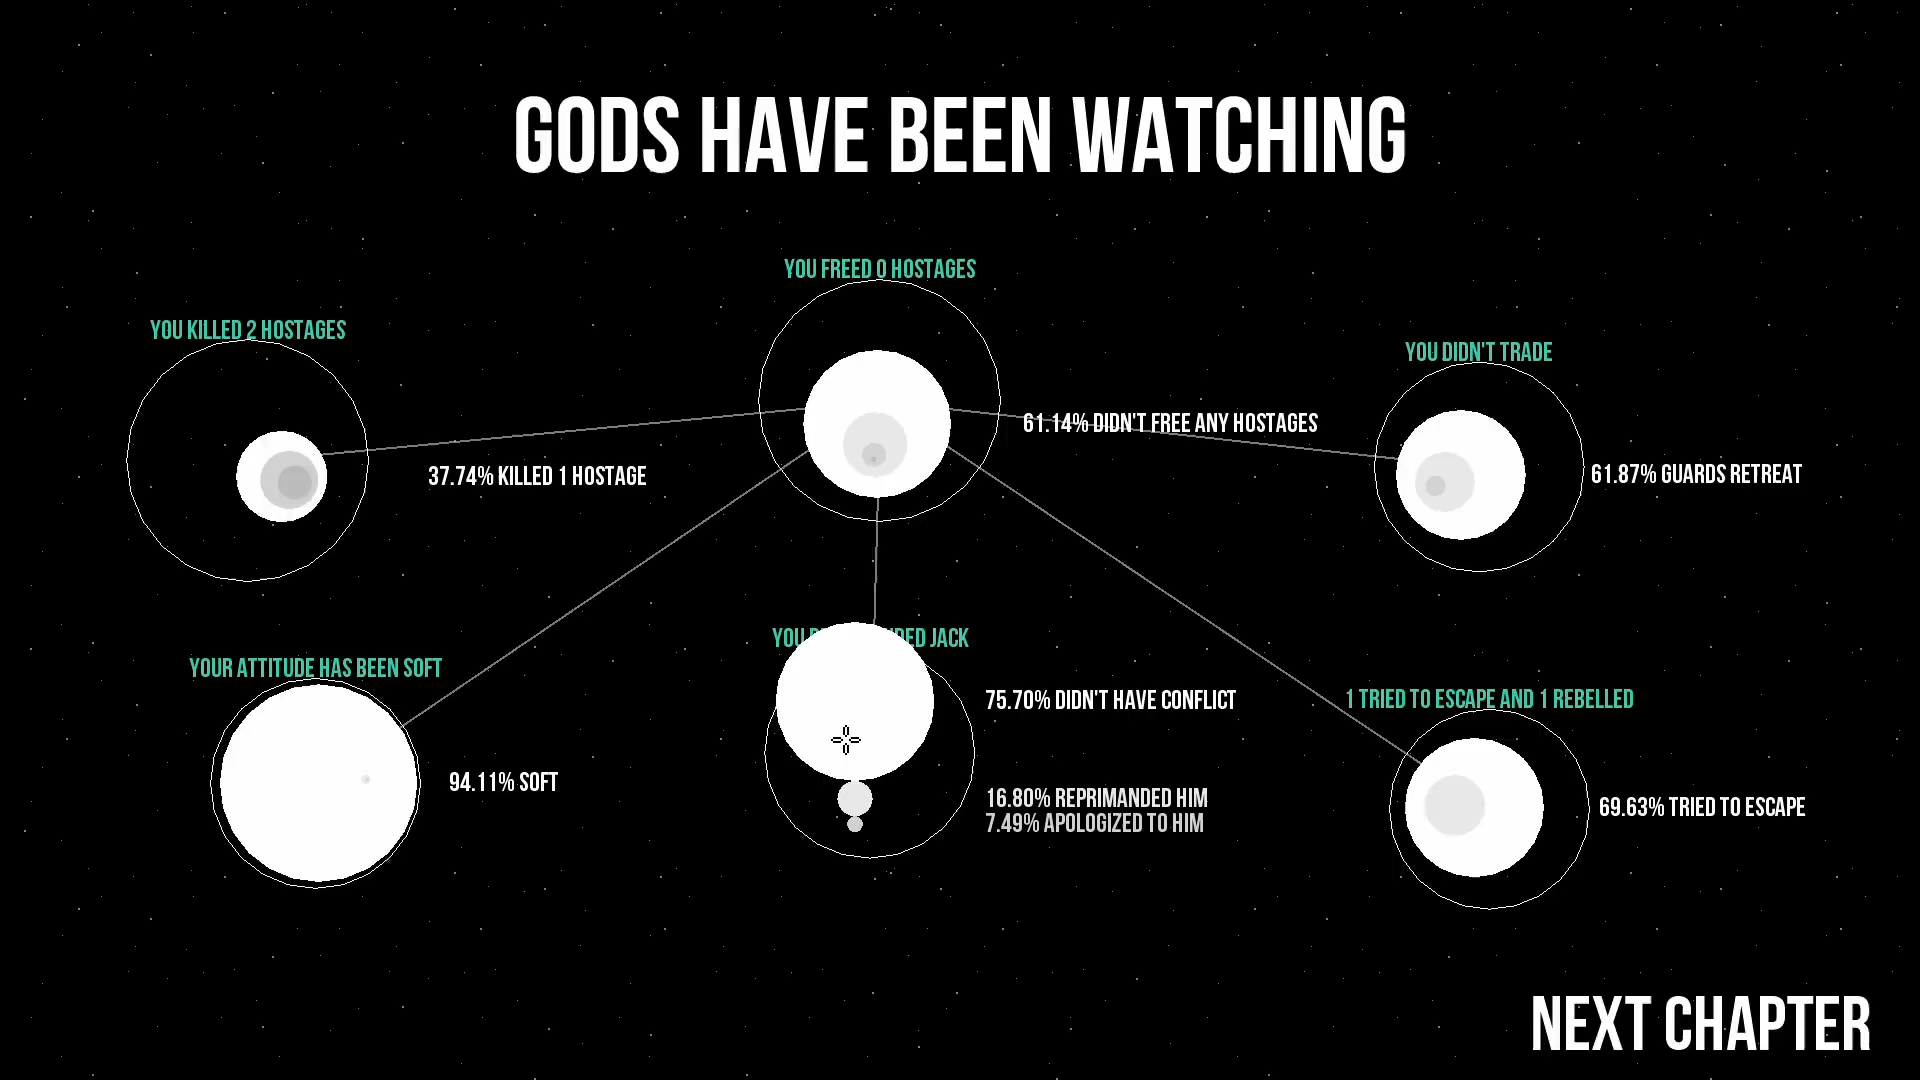 GODS HAVE BEEN WATCHING
YOU FREED 0 HOSTAGES
YOU KILLED 2 HOSTAGES
YOU DIDN'T TRADE
61.14% DIDN'T FREE ANY HOSTAGES
37.74% KILLED 1 HOSTAGE
61.87% GUARDS RETREAT
YOU JACK
YOUR ATTITUDE HAS BEEN SOFT
75.70% DIDN'T HAVE CONFLICT
1 TRIED TO ESCAPE AND 1 REBELLED
94.11% SOFT
16.80% REPRIMANDED HIM
7.49% APOLOGIZED TO HIM
69.63% TRIED TO ESCAPE
NEXT CHAPTER